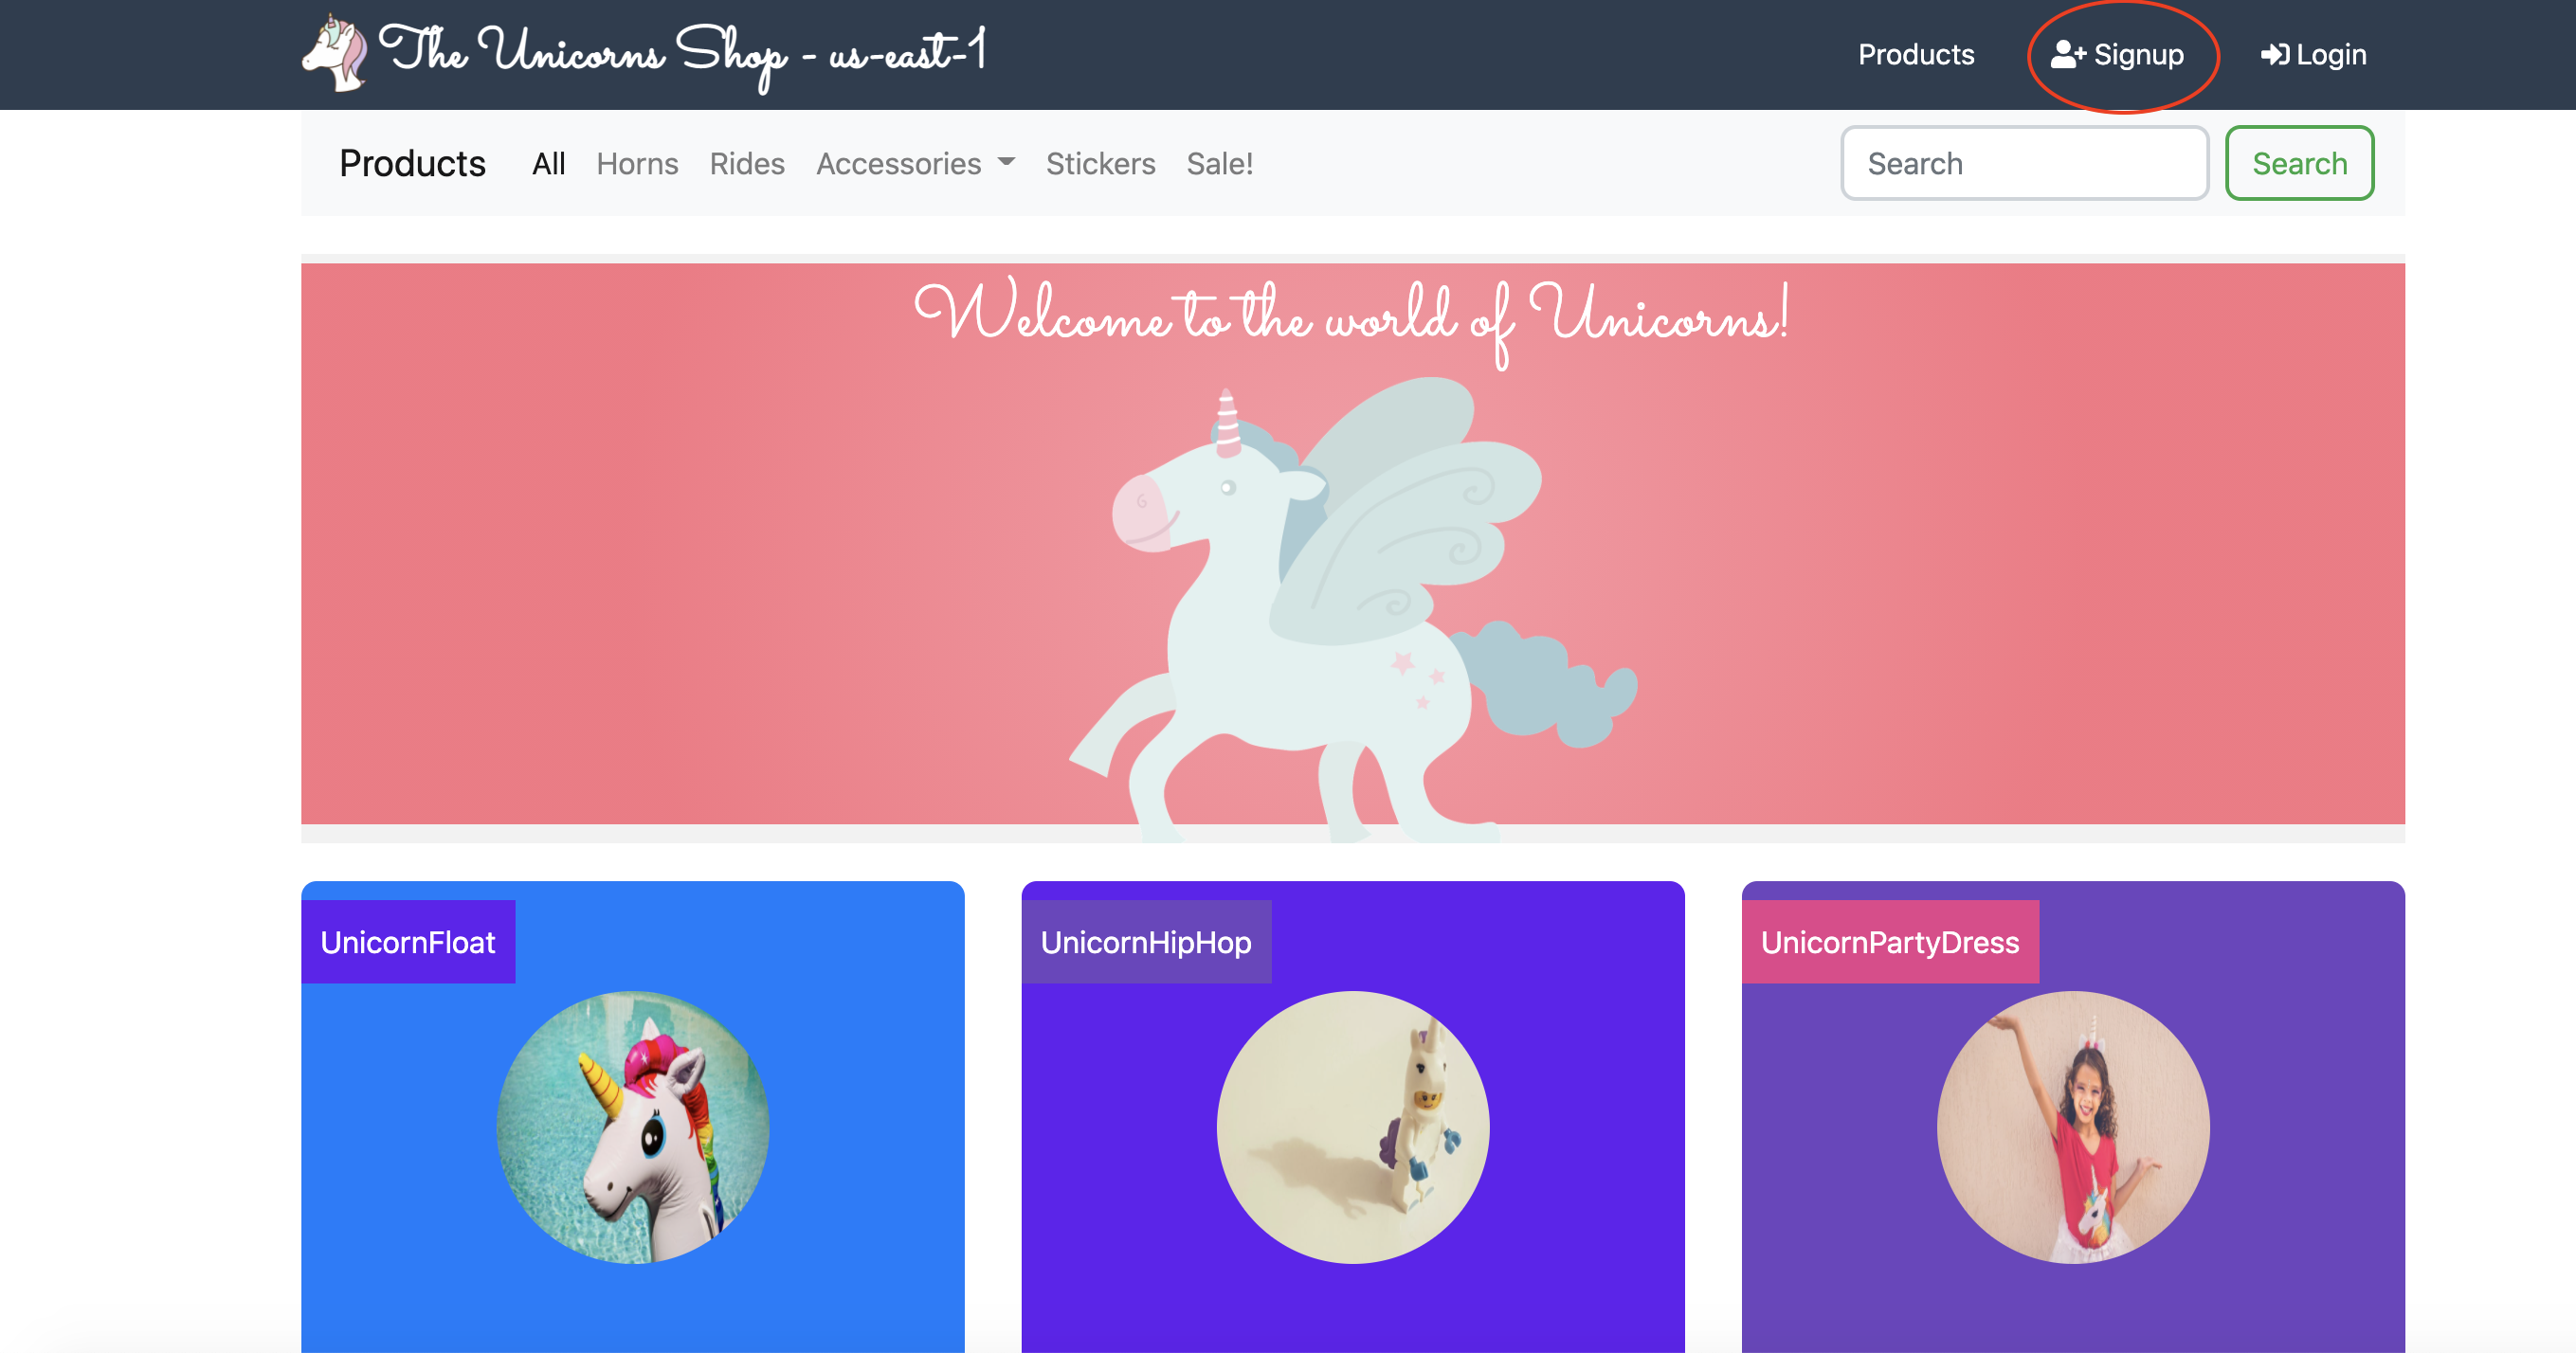 The Unicorns Shop - us-east-1
Products
Signup
Login
Products
All
Horns
Rides
Accessories
Stickers
Sale!
Search
Search
Welcome to the world of Unicorns!
UnicornFloat
UnicornHipHop
UnicornPartyDress